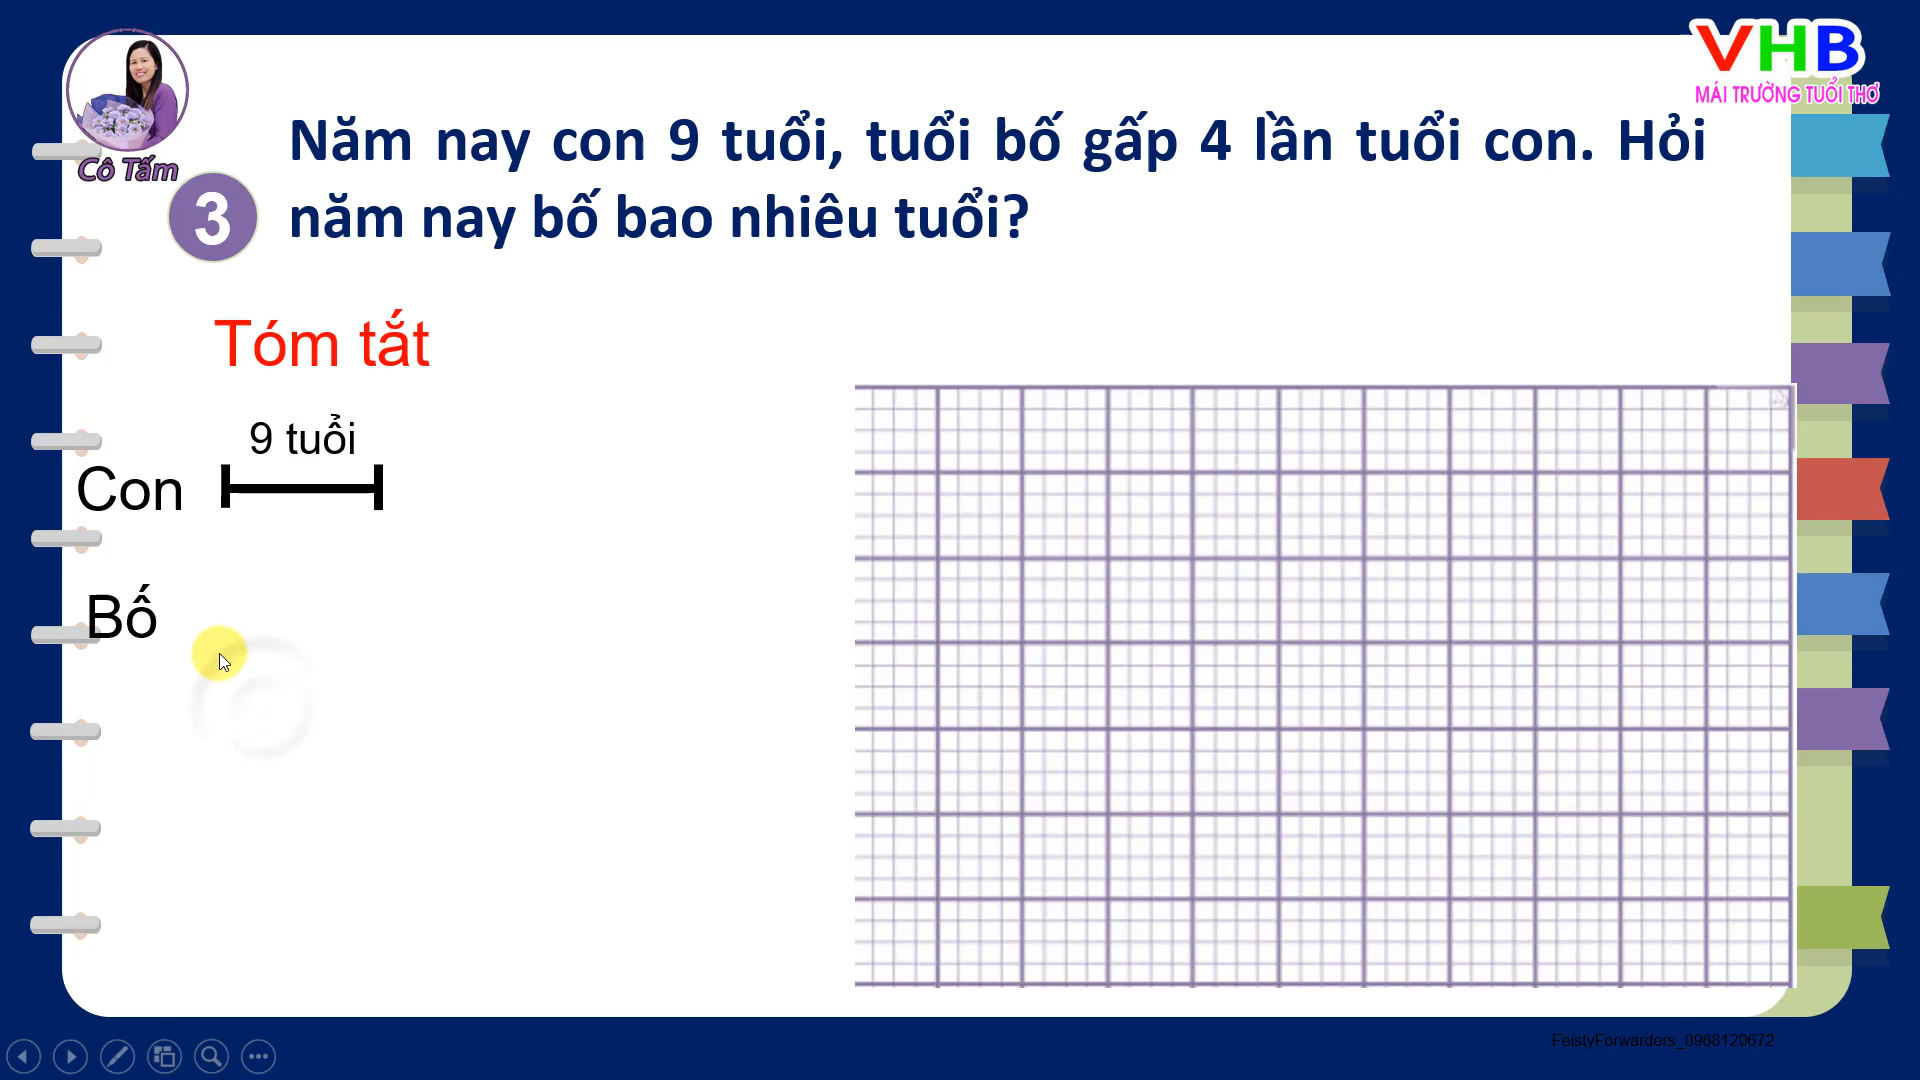 VHB
MÁI TRƯỜNG TUỔI THƠ
Cô Tấm
3
Năm nay con 9 tuổi, tuổi bố gấp 4 lần tuổi con. Hỏi
năm nay bố bao nhiêu tuổi?
Tóm tắt
9 tuổi
Con
Bố
FeistyForwarders_0968120672